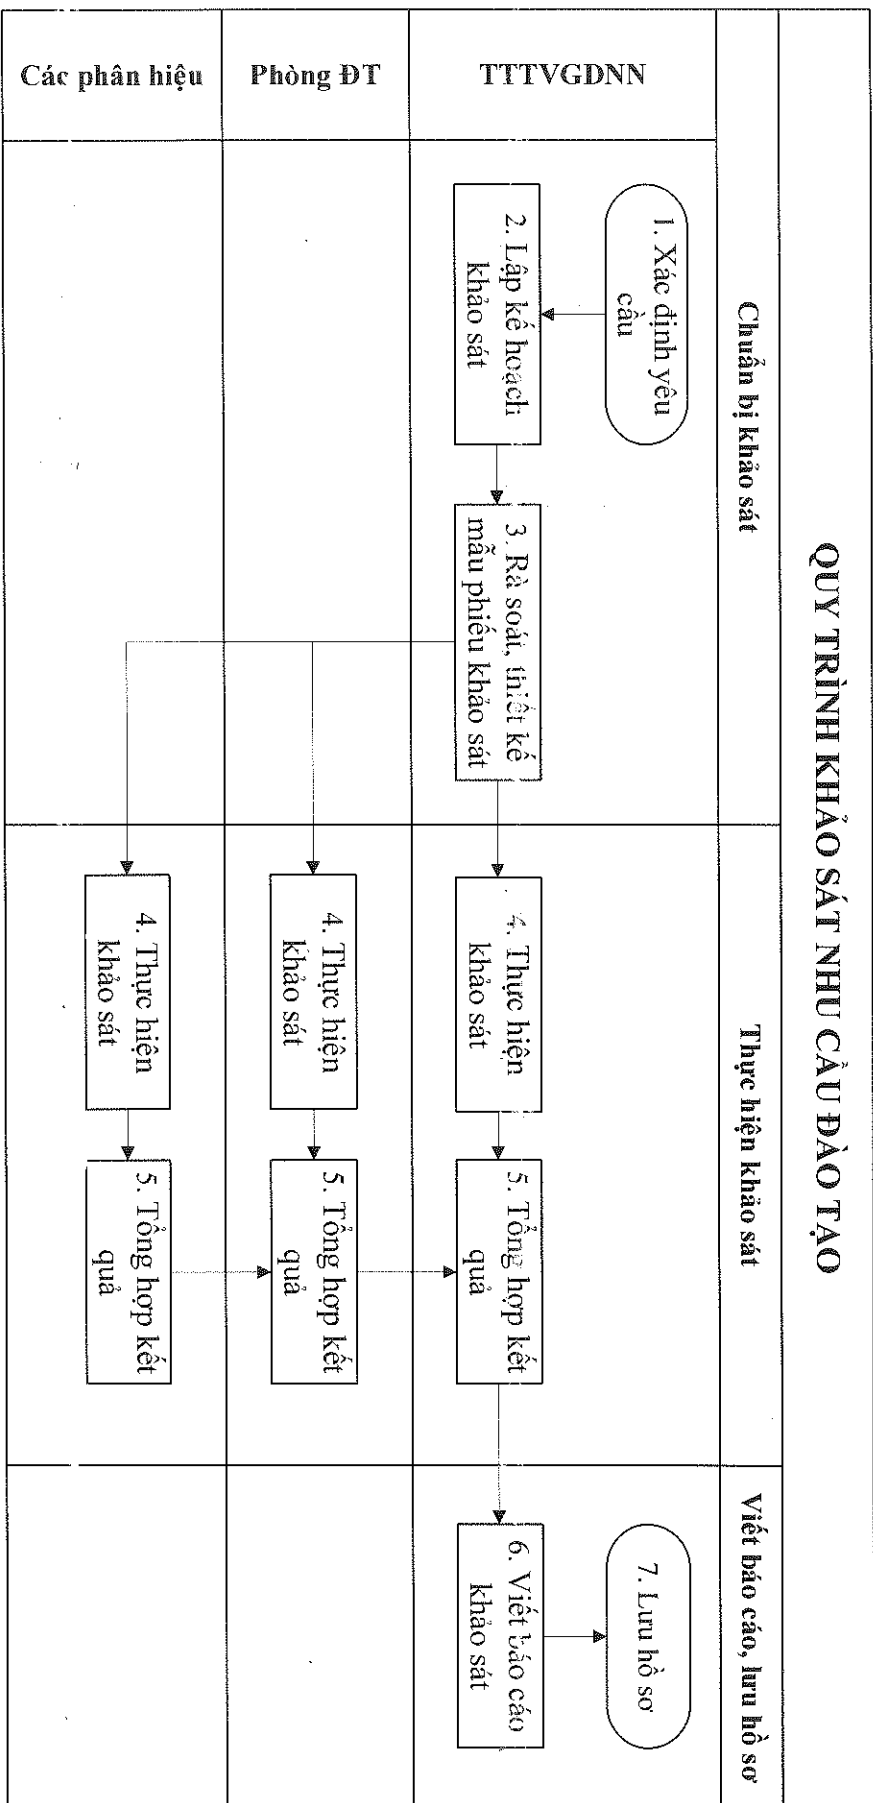 QUY TRÌNH KHẢO SÁT NHU CẦU ĐÀO TẠO
Chuẩn bị khảo sát
Thực hiện khảo sát
Viết báo cáo, lưu hồ sơ
TTTVGDNN
1. Xác định yêu
cầu
2. Lập kế hoạch
khảo sát
3. Rà soát, thiết kế
mẫu phiếu khảo sát
4. Thực hiện
khảo sát
5. Tổng hợp kết
quả
6. Viết báo cáo
khảo sát
7. Lưu hồ sơ
Phòng ĐT
4. Thực hiện
khảo sát
5. Tổng hợp kết
quả
Các phân hiệu
4. Thực hiện
khảo sát
5. Tổng hợp kết
quả